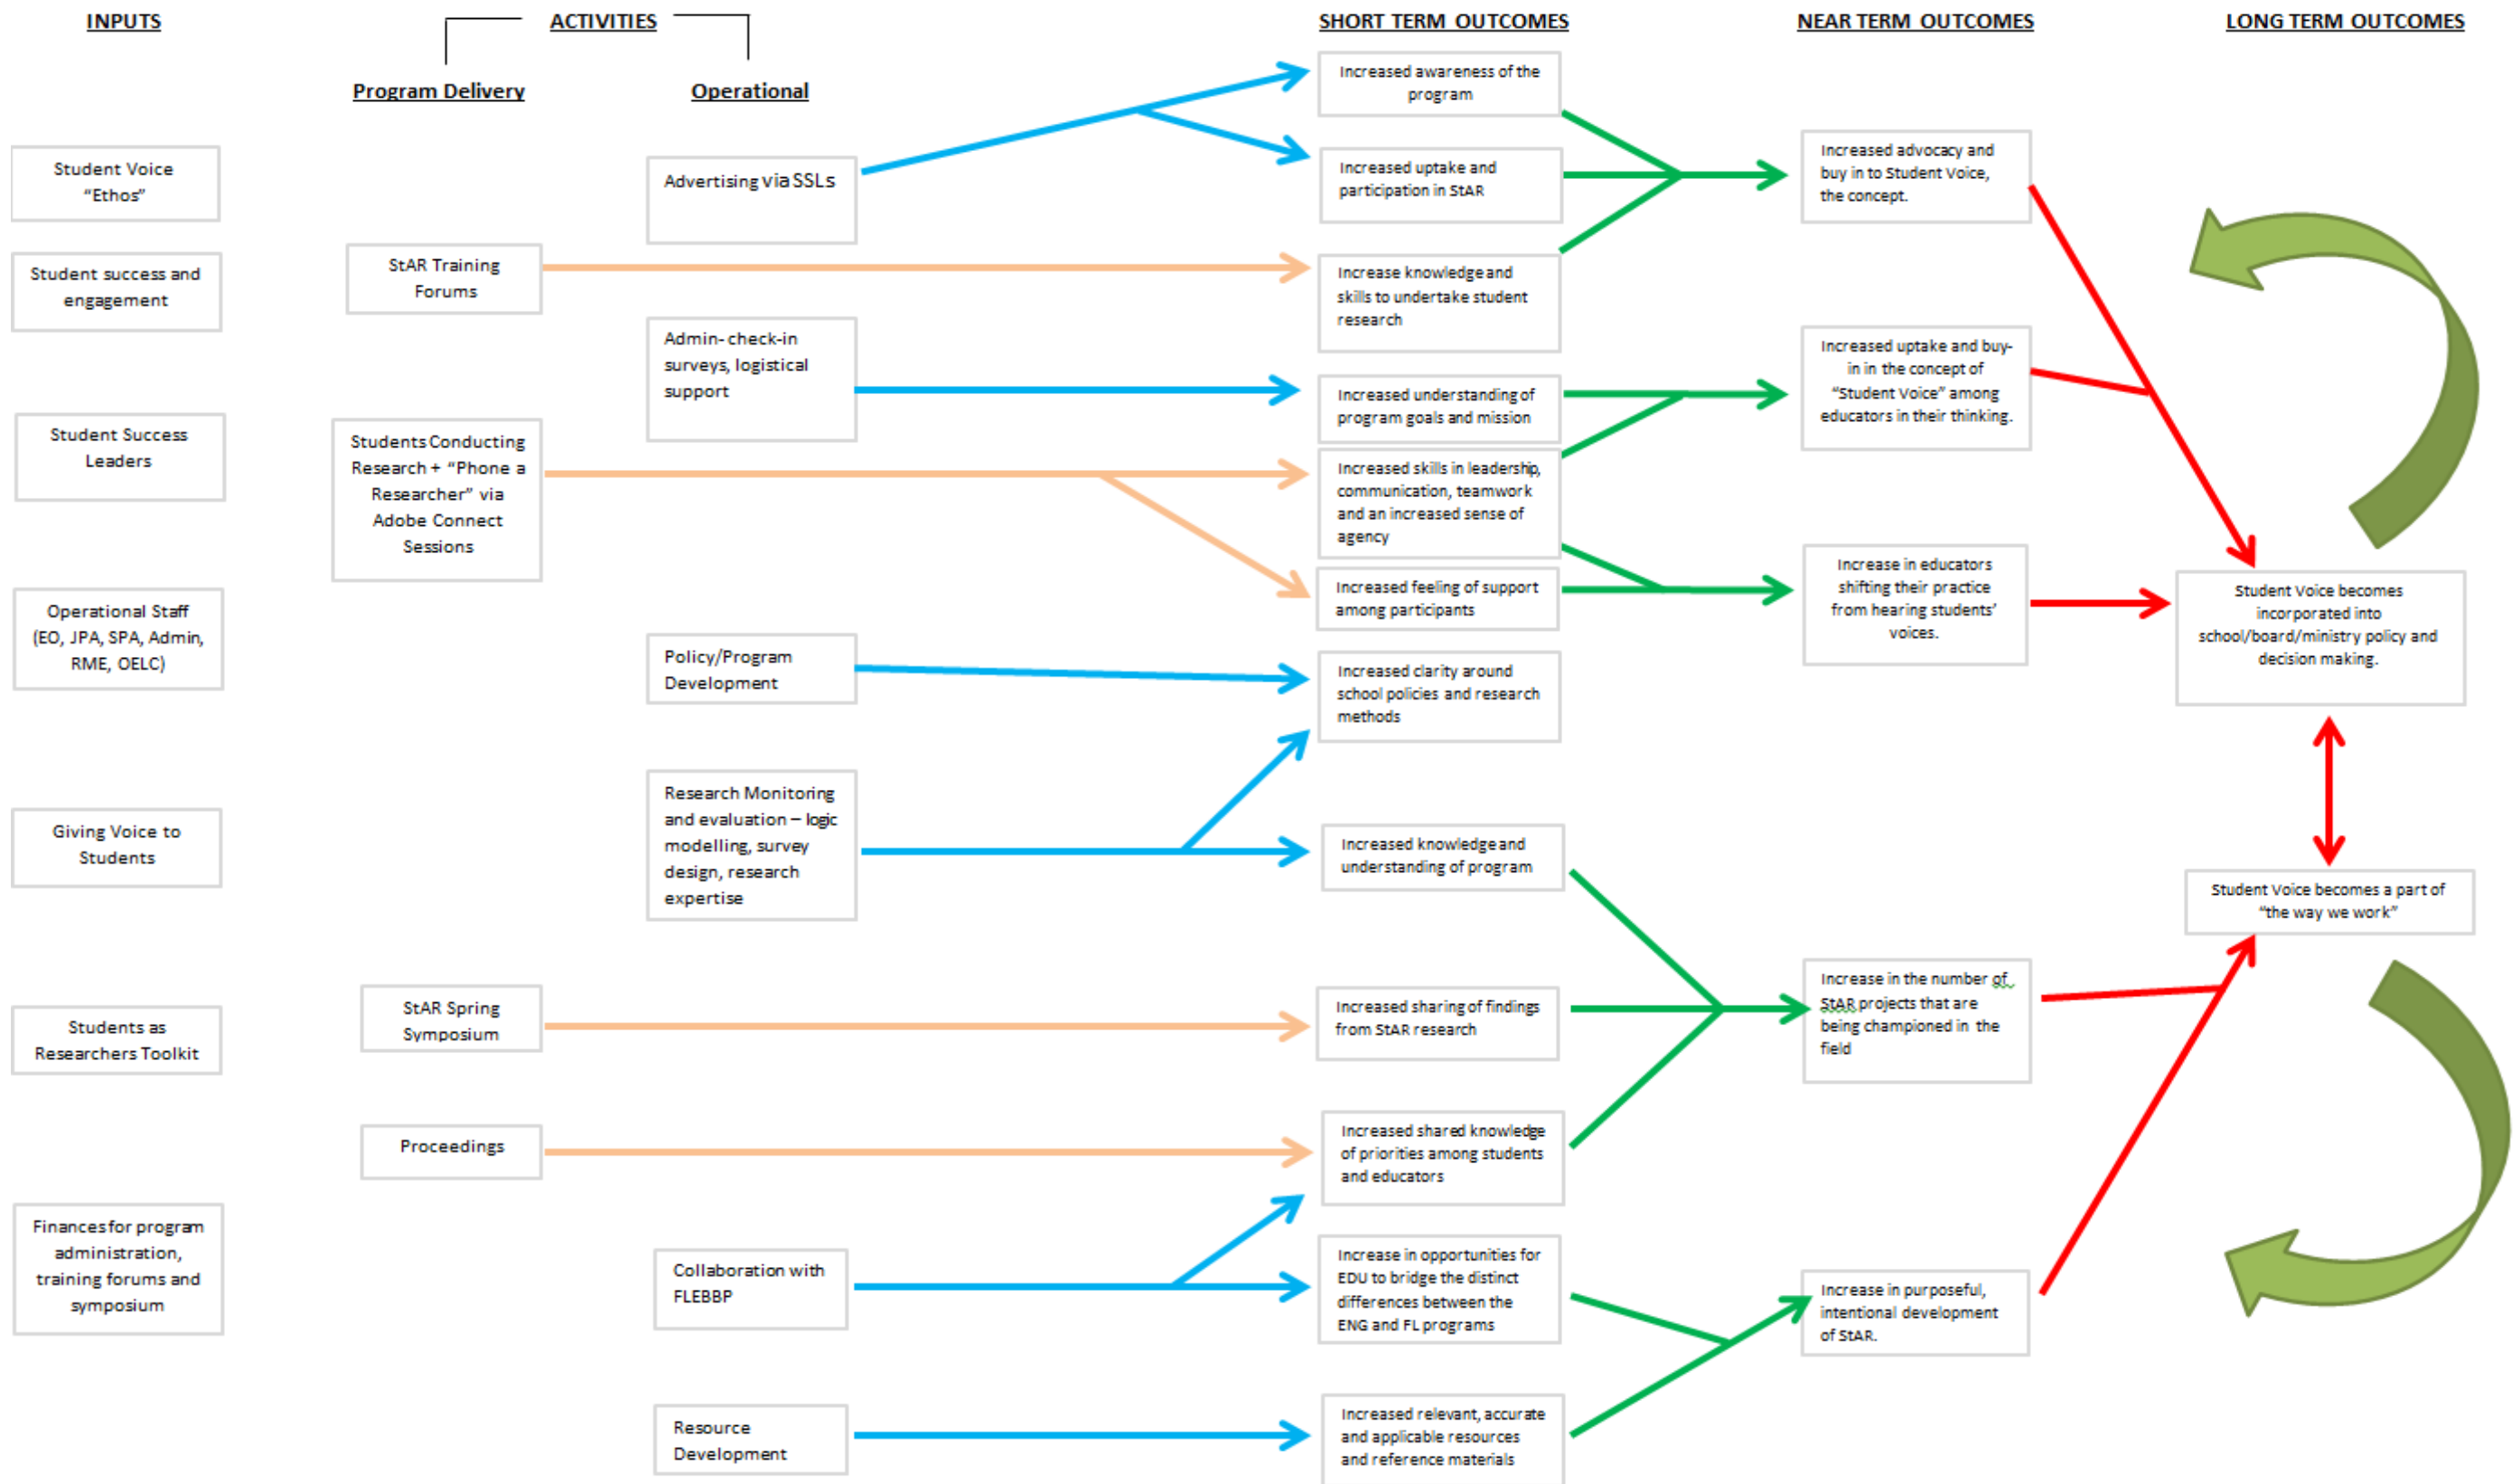 INPUTS
ACTIVITIES
SHORT TERM OUTCOMES
NEAR TERM OUTCOMES
LONG TERM OUTCOMES
Program Delivery
Operational
Student Voice
“Ethos”
Student success and
engagement
Student Success
Leaders
Operational Staff
(EO, JPA, SPA, Admin,
RME, OELC)
Giving Voice to
Students
Students as
Researchers Toolkit
Finances for program
administration,
training forums and
symposium
StAR Training
Forums
Students Conducting
Research + “Phone a
Researcher” via
Adobe Connect
Sessions
StAR Spring
Symposium
Proceedings
Advertising via SSLs
Admin- check-in
surveys, logistical
support
Policy/Program
Development
Research Monitoring
and evaluation – logic
modelling, survey
design, research
expertise
Collaboration with
FLEBBP
Resource
Development
Increased awareness of the
program
Increased uptake and
participation in StAR
Increase knowledge and
skills to undertake student
research
Increased understanding of
program goals and mission
Increased skills in leadership,
communication, teamwork
and an increased sense of
agency
Increased feeling of support
among participants
Increased clarity around
school policies and research
methods
Increased knowledge and
understanding of program
Increased sharing of findings
from StAR research
Increased shared knowledge
of priorities among students
and educators
Increase in opportunities for
EDU to bridge the distinct
differences between the
ENG and FL programs
Increased relevant, accurate
and applicable resources
and reference materials
Increased advocacy and
buy in to Student Voice,
the concept.
Increased uptake and buy-
in in the concept of
“Student Voice” among
educators in their thinking.
Increase in educators
shifting their practice
from hearing students’
voices.
Increase in the number of
StAR projects that are
being championed in the
field
Increase in purposeful,
intentional development
of StAR.
Student Voice becomes
incorporated into
school/board/ministry policy and
decision making.
Student Voice becomes a part of
“the way we work”